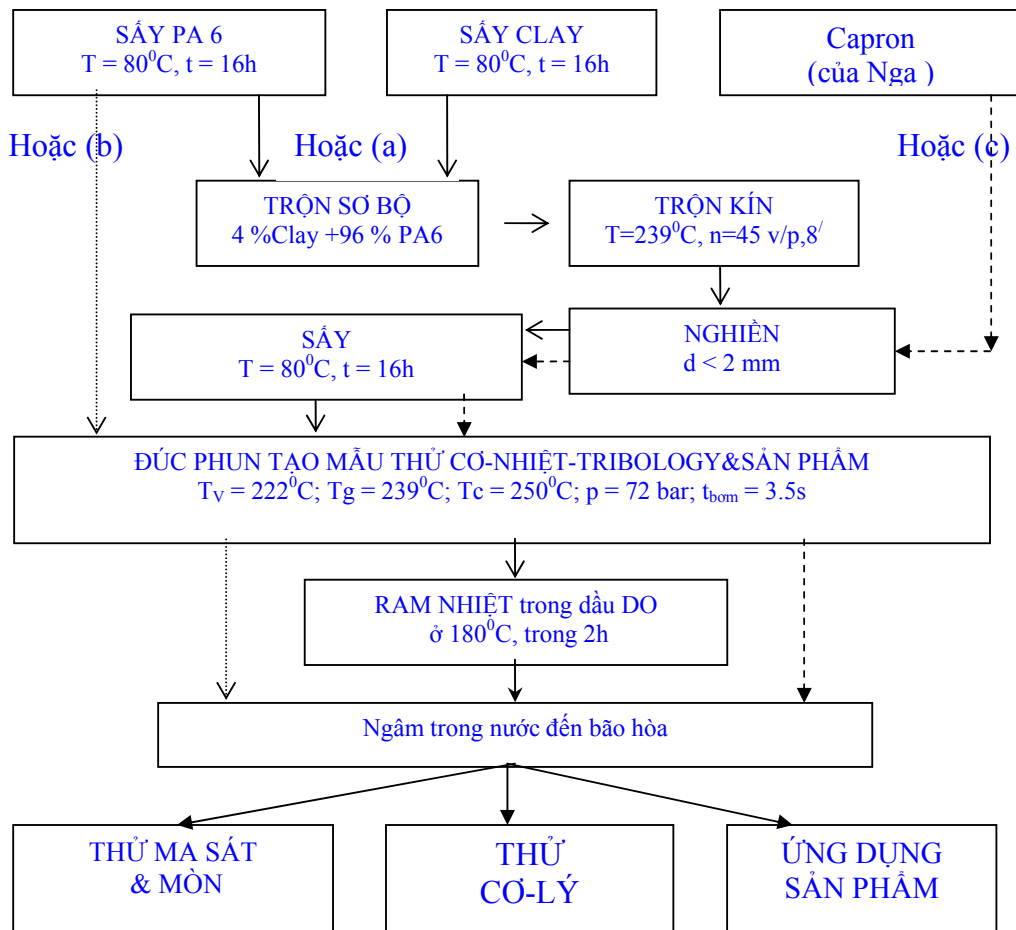 SẤY PA 6
T = 80⁰C, t = 16h
SẤY CLAY
T = 80⁰C, t = 16h
Capron
(của Nga )
Hoặc (b)
Hoặc (a)
Hoặc (c)
TRỘN SƠ BỘ
4 %Clay +96 % PA6
TRỘN KÍN
T=239⁰C, n=45 v/p,8/
SẤY
T = 80⁰C, t = 16h
NGHIỀN
d < 2 mm
ĐÚC PHUN TẠO MẪU THỬ CƠ-NHIỆT-TRIBOLOGY&SẢN PHẨM
TV = 222⁰C; Tg = 239⁰C; Tc = 250⁰C; p = 72 bar; tbơm = 3.5s
RAM NHIỆT trong dầu DO
ở 180⁰C, trong 2h
Ngâm trong nước đến bão hòa
THỬ MA SÁT
& MÒN
THỬ
CƠ-LÝ
ỨNG DỤNG
SẢN PHẨM